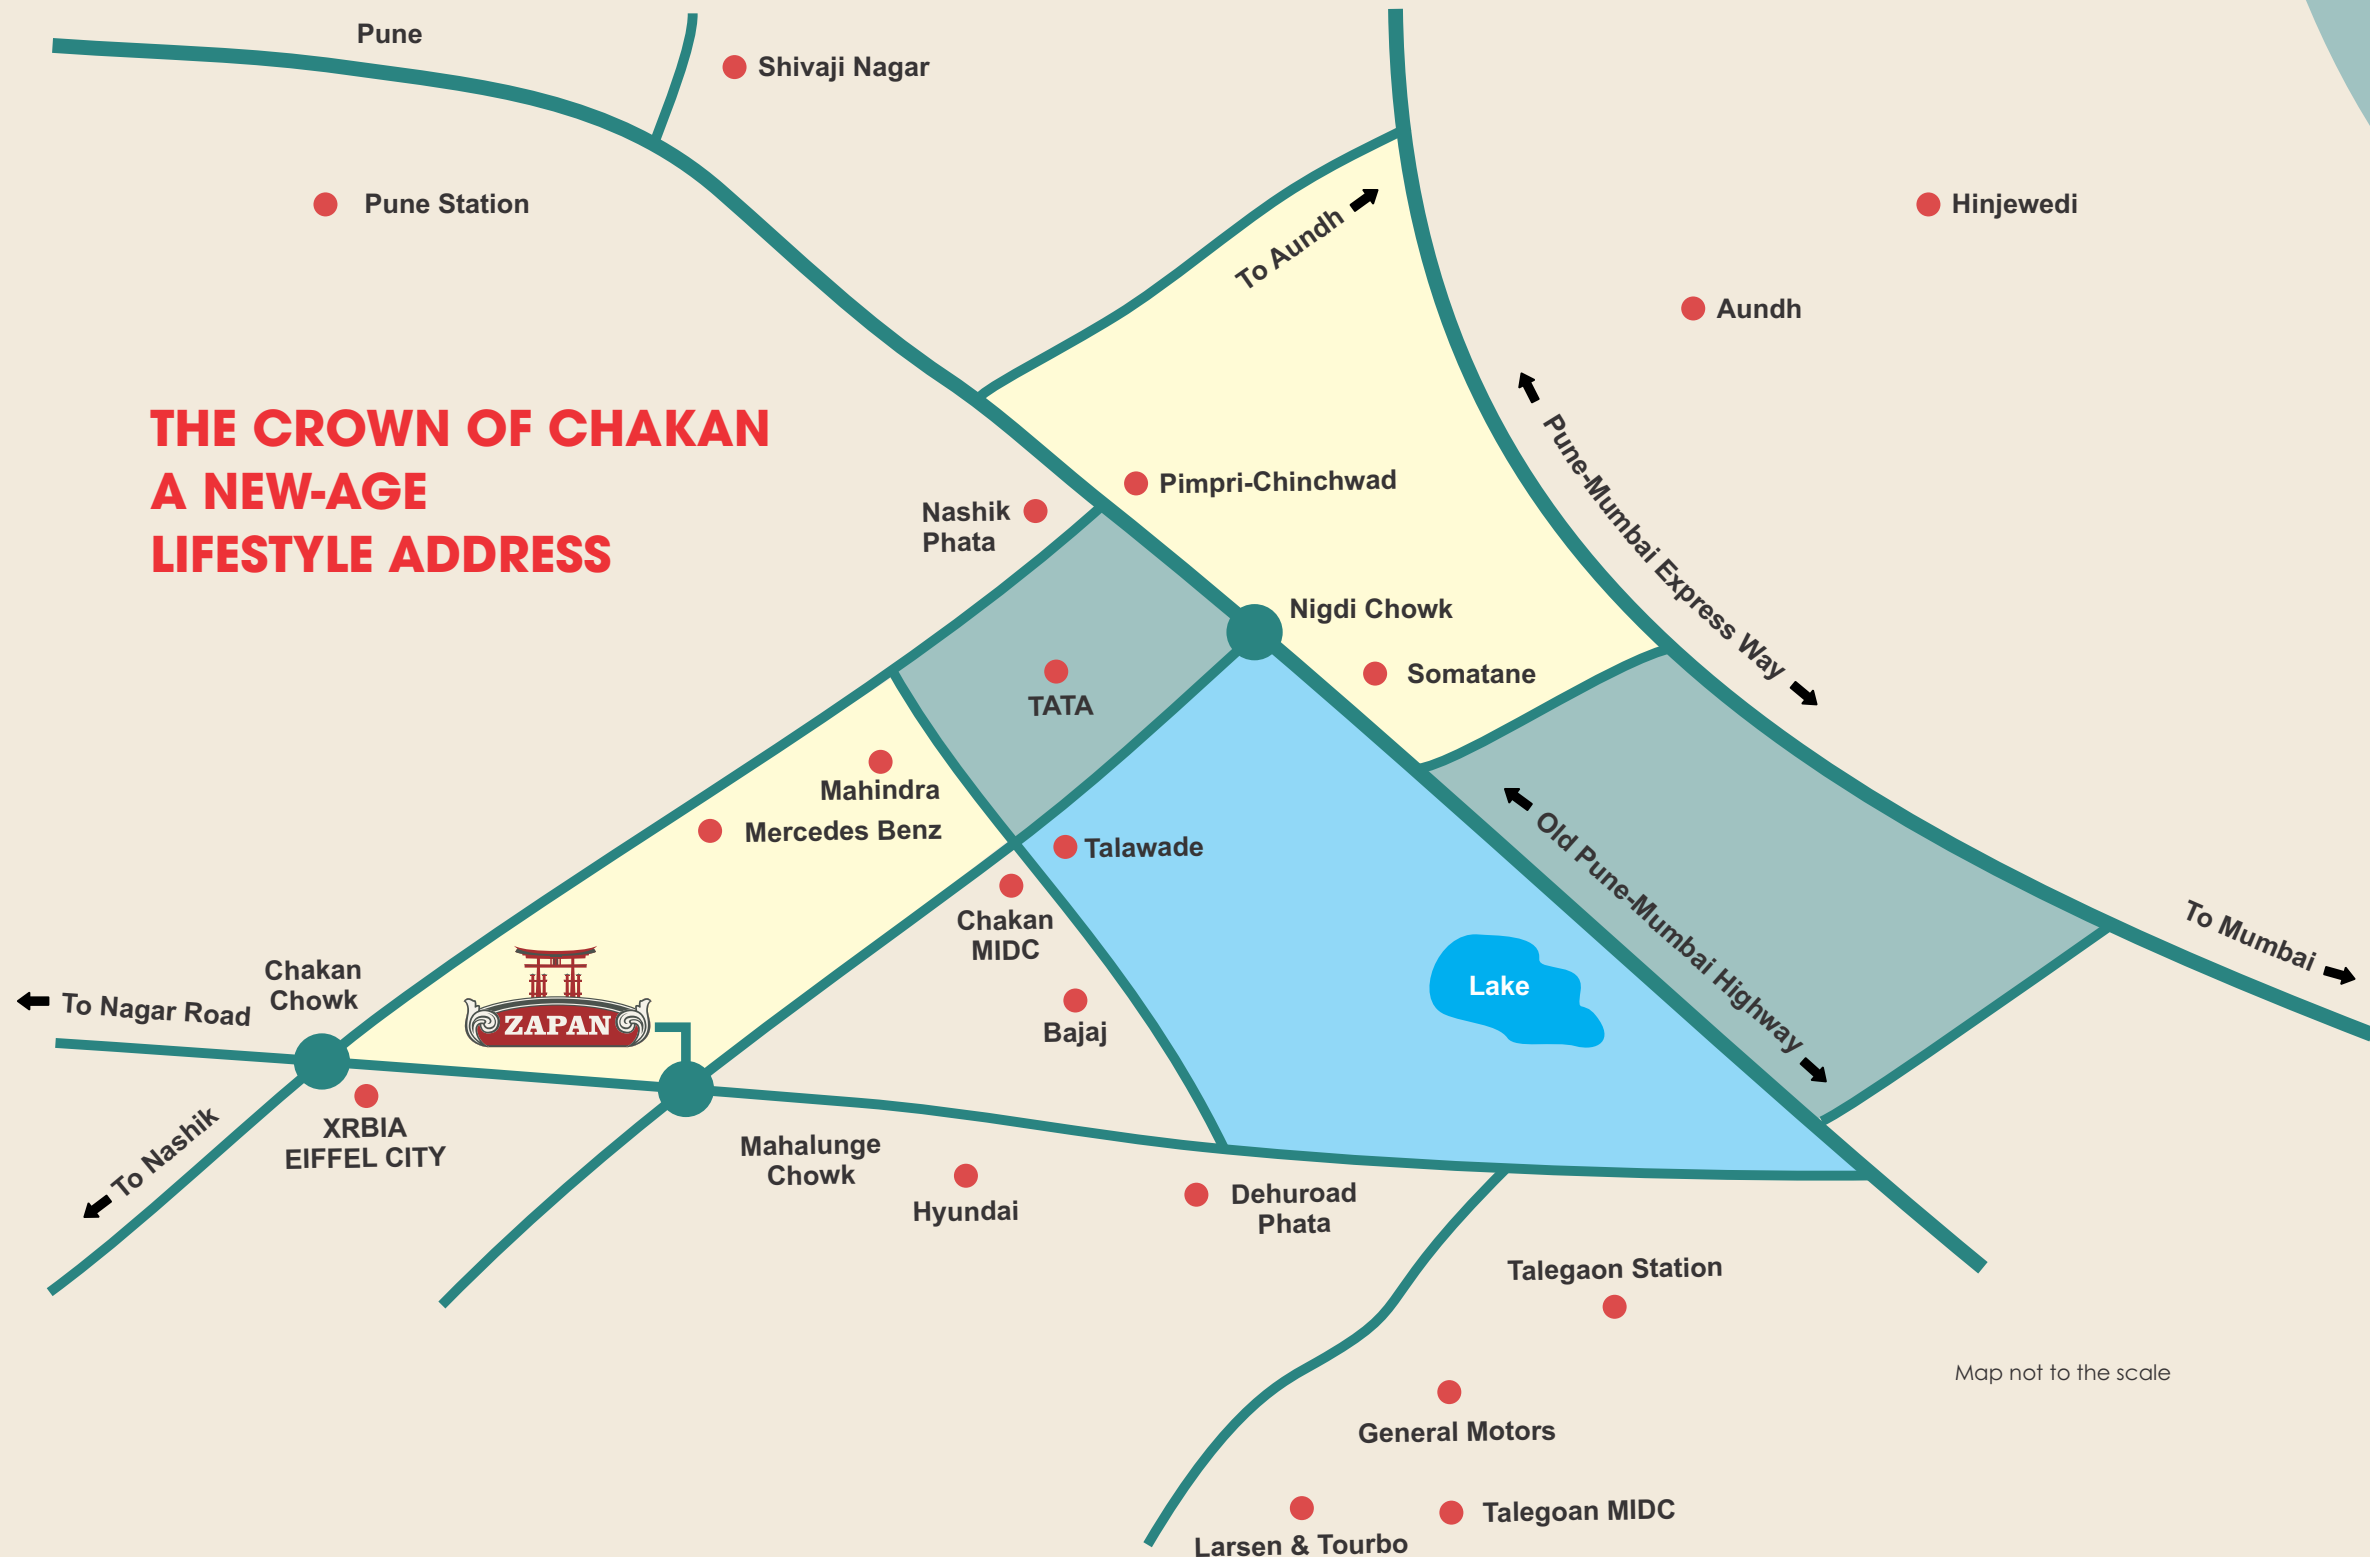 Pune
Shivaji Nagar
Pune Station
To Aundh
Hinjewedi
Aundh
THE CROWN OF CHAKAN
A NEW-AGE
LIFESTYLE ADDRESS
Pune-Mumbai Express Way
Pimpri-Chinchwad
Nashik
Phata
Nigdi Chowk
Somatane
TATA
Mahindra
Mercedes Benz
Talawade
Old Pune-Mumbai Highway
Chakan
MIDC
To Mumbai
Chakan
Chowk
To Nagar Road
ZAPAN
Lake
Bajaj
XRBIA
EIFFEL CITY
To Nashik
Mahalunge
Chowk
Hyundai
Dehuroad
Phata
Talegaon Station
Map not to the scale
General Motors
Talegoan MIDC
Larsen & Tourbo